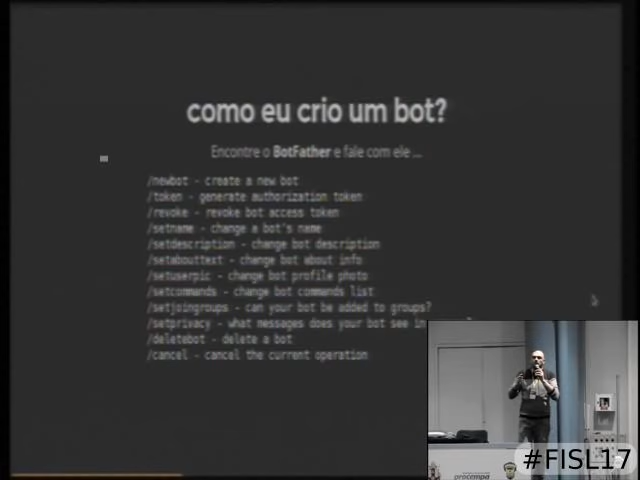 como eu crio um bot?
Encontre o BotFather e fale com ele ...
/newbot - create a new bot
/token - generate authorization token
/revoke - revoke bot access token
/setname - change a bot's name
/setdescription - change bot description
/setabouttext - change bot about info
/setuserpic - change bot profile photo
/setcommands - change bot commands list
/setjoingroups - can your bot be added to groups?
/setprivacy - what messages does your bot see in
/deletebot - delete a bot
/cancel - cancel the current operation
procempa
#FISL17